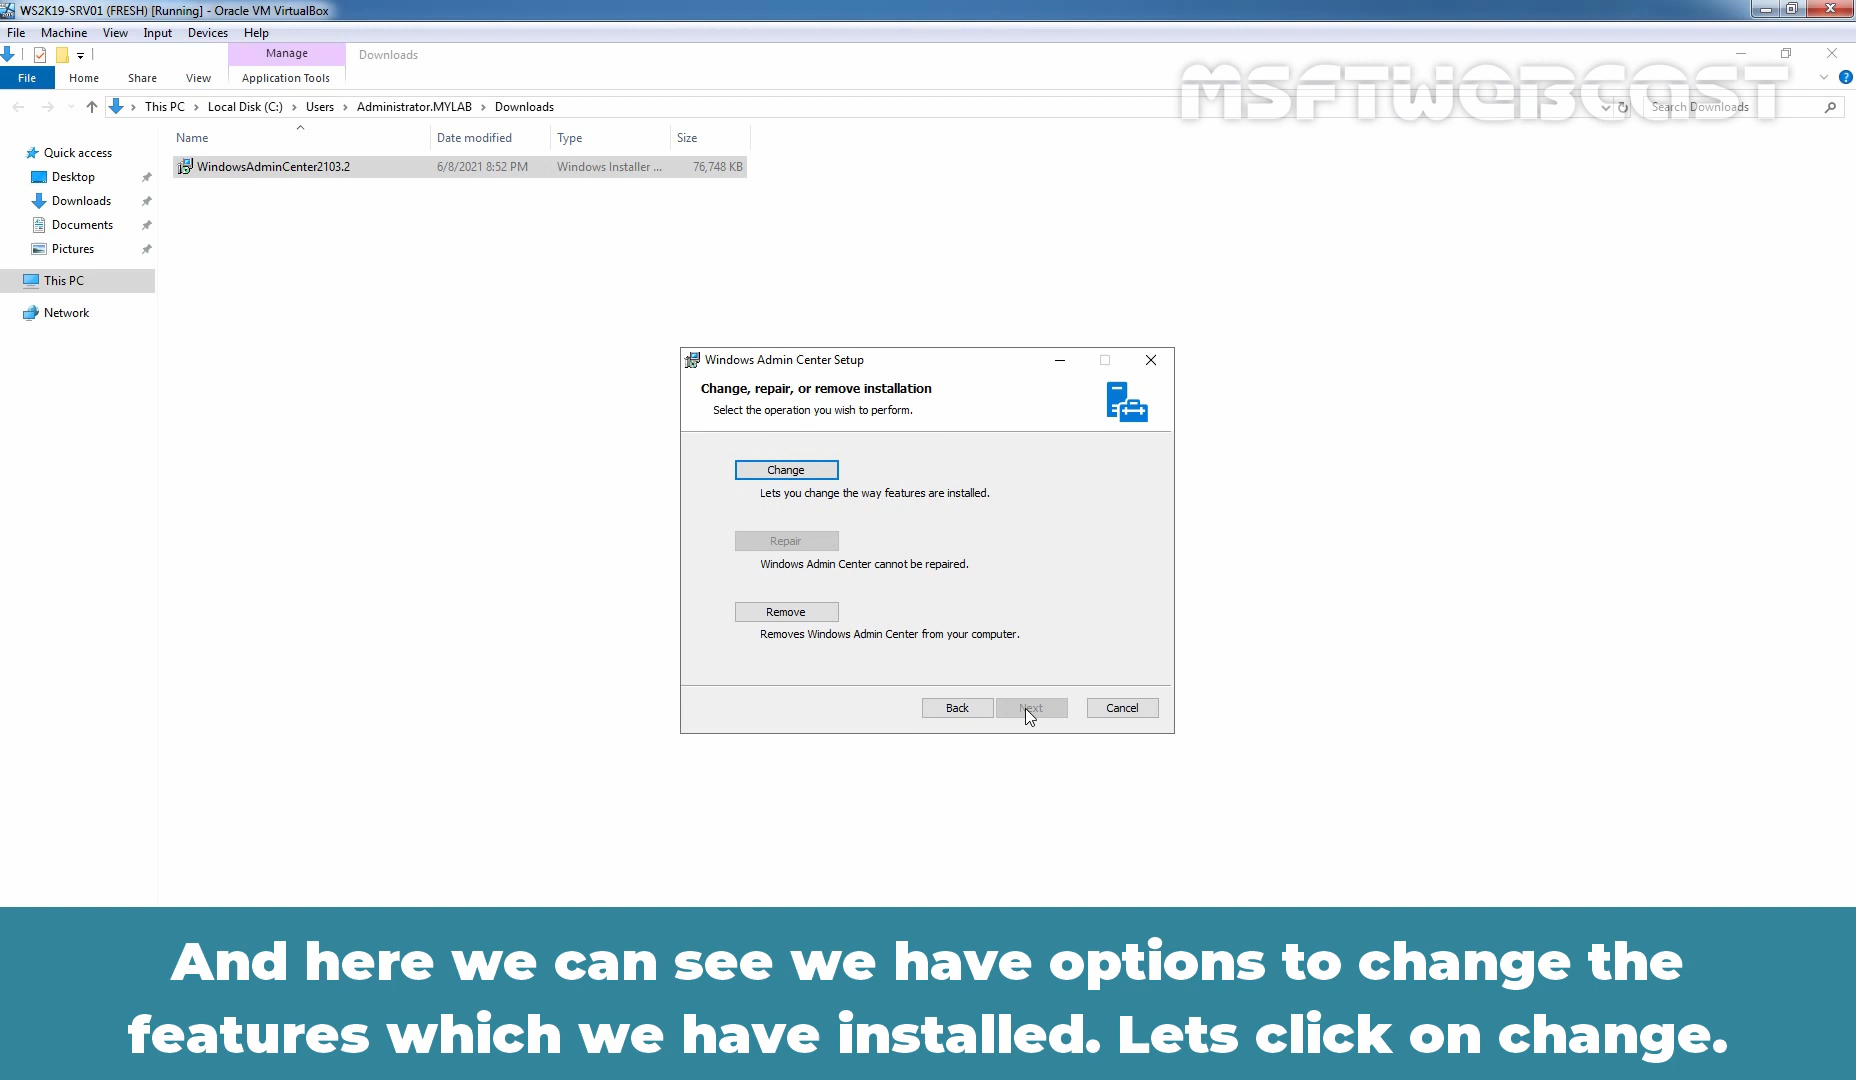 WS2K19-SRV01 (FRESH) [Running] - Oracle VM VirtualBox
File Machine View Input Devices Help
Manage Downloads
File Home Share View Application Tools
MSFTWEBCAST
This PC > Local Disk (C:) > Users > Administrator.MYLAB > Downloads
Search Downloads
Name Date modified Type Size
WindowsAdminCenter2103.2 6/8/2021 8:52 PM Windows Installer ... 76,748 KB
Quick access
Desktop
Downloads
Documents
Pictures
This PC
Network
Windows Admin Center Setup
Change, repair, or remove installation
Select the operation you wish to perform.
Change
Lets you change the way features are installed.
Repair
Windows Admin Center cannot be repaired.
Remove
Removes Windows Admin Center from your computer.
Back Next Cancel
And here we can see we have options to change the
features which we have installed. Lets click on change.